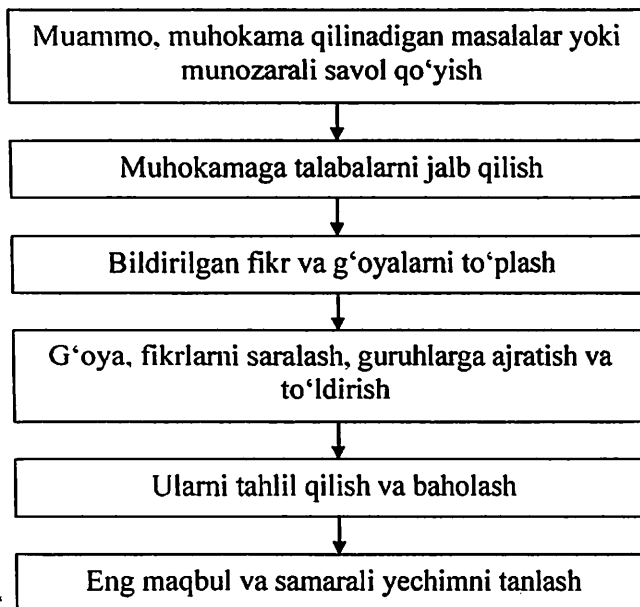 Muammo, muhokama qilinadigan masalalar yoki
munozarali savol qo‘yish
Muhokamaga talabalarni jalb qilish
Bildirilgan fikr va g‘oyalarni to‘plash
G‘oya, fikrlarni saralash, guruhlarga ajratish va
to‘ldirish
Ularni tahlil qilish va baholash
Eng maqbul va samarali yechimni tanlash